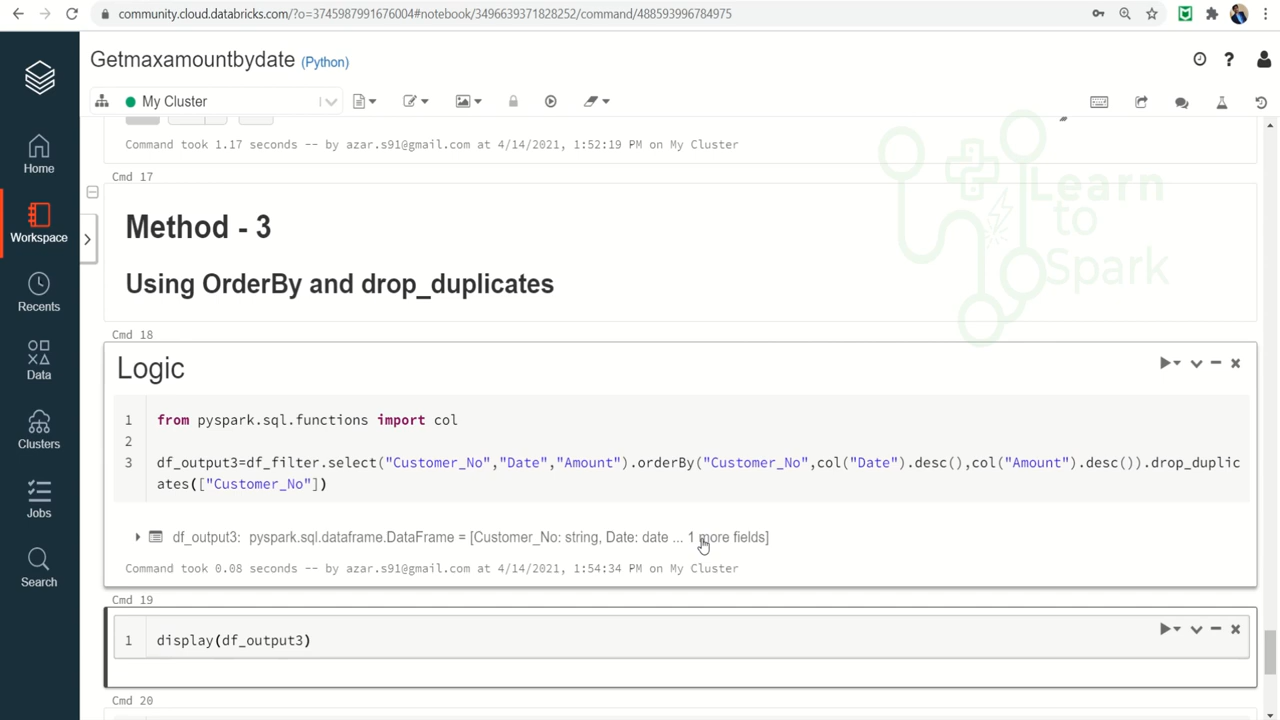 community.cloud.databricks.com/?o=3745987991676004#notebook/3496639371828252/command/488593996784975
Getmaxamountbydate (Python)
My Cluster
Home
Workspace
Recents
Data
Clusters
Jobs
Search
Command took 1.17 seconds -- by azar.s91@gmail.com at 4/14/2021, 1:52:19 PM on My Cluster
Learn
to
Spark
Cmd 17
Method - 3
Using OrderBy and drop_duplicates
Cmd 18
Logic
1 from pyspark.sql.functions import col
2
3 df_output3=df_filter.select("Customer_No","Date","Amount").orderBy("Customer_No",col("Date").desc(),col("Amount").desc()).drop_duplic
ates(["Customer_No"])
df_output3: pyspark.sql.dataframe.DataFrame = [Customer_No: string, Date: date ... 1 more fields]
Command took 0.08 seconds -- by azar.s91@gmail.com at 4/14/2021, 1:54:34 PM on My Cluster
Cmd 19
1 display(df_output3)
Cmd 20